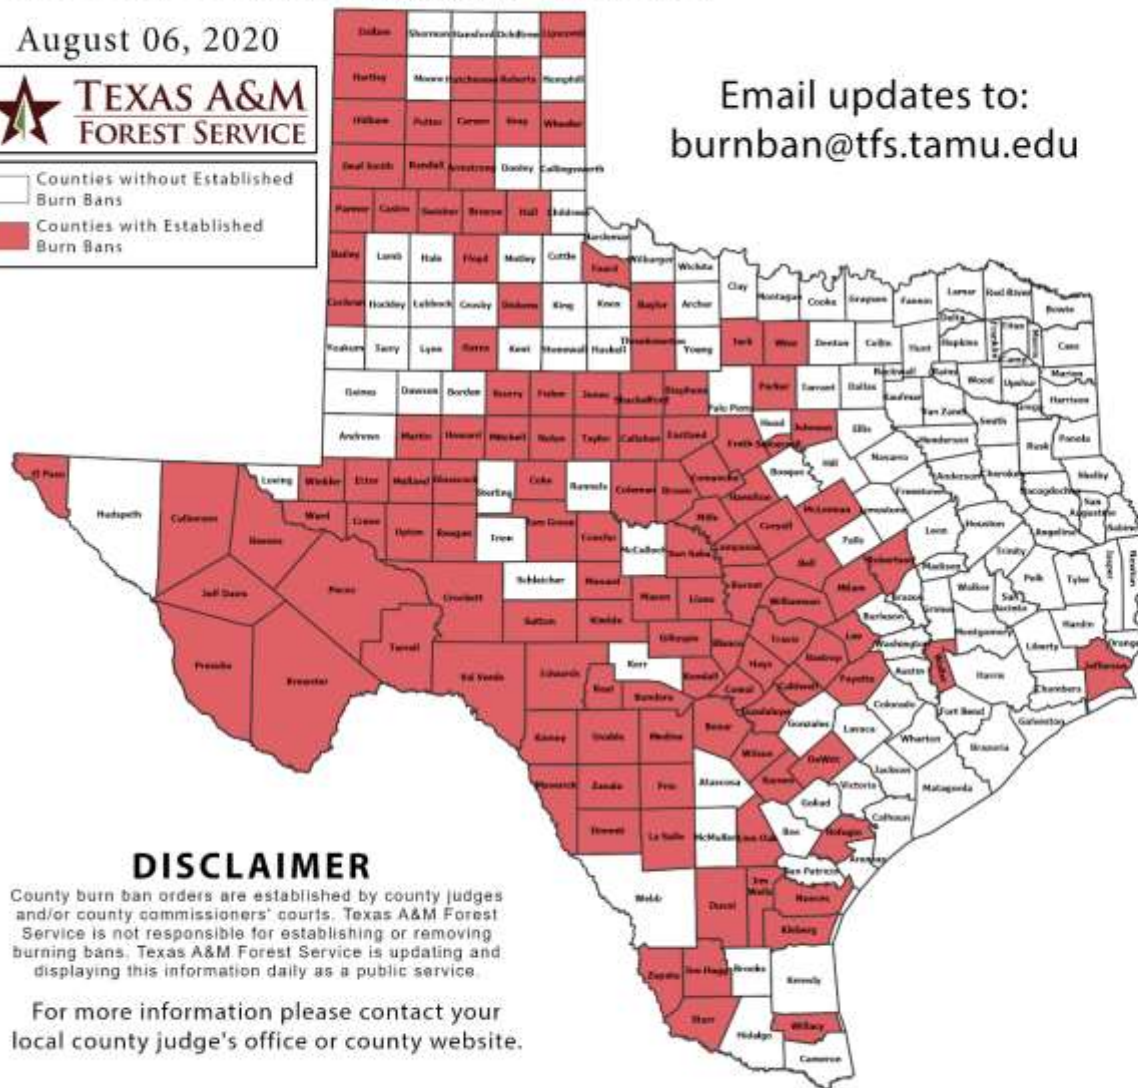 August 06, 2020
TEXAS A&M
FOREST SERVICE
Counties without Established
Burn Bans
Counties with Established
Burn Bans
Email updates to:
burnban@tfs.tamu.edu
Dallam
Sherman
Hansford
Ochiltree
Lipscomb
Hartley
Moore
Hutchinson
Roberts
Hemphill
Oldham
Potter
Carson
Gray
Wheeler
Deaf Smith
Randall
Armstrong
Donley
Collingsworth
Parmer
Castro
Swisher
Briscoe
Hall
Childress
Hardeman
Bailey
Lamb
Hale
Floyd
Motley
Cottle
Foard
Wilbarger
Wichita
Clay
Montague
Cooke
Grayson
Fannin
Lamar
Red River
Bowie
Cochran
Hockley
Lubbock
Crosby
Dickens
King
Knox
Baylor
Archer
Delta
Titus
Franklin
Yoakum
Terry
Lynn
Garza
Kent
Stonewall
Haskell
Throckmorton
Young
Jack
Wise
Denton
Collin
Hunt
Hopkins
Camp
Cass
Gaines
Dawson
Borden
Scurry
Fisher
Jones
Shackelford
Stephens
Palo Pinto
Parker
Tarrant
Dallas
Rockwall
Kaufman
Rains
Wood
Upshur
Marion
Harrison
Van Zandt
Gregg
Andrews
Martin
Howard
Mitchell
Nolan
Taylor
Callahan
Eastland
Erath
Somervell
Hood
Johnson
Ellis
Henderson
Smith
Rusk
Panola
El Paso
Hudspeth
Culberson
Loving
Winkler
Ector
Midland
Glasscock
Sterling
Coke
Runnels
Coleman
Brown
Comanche
Hamilton
Bosque
Hill
Navarro
Freestone
Anderson
Cherokee
Nacogdoches
Shelby
San
Augustine
Sabine
Reeves
Ward
Crane
Upton
Reagan
Irion
Tom Green
Concho
McCulloch
San Saba
Mills
Lampasas
Coryell
McLennan
Limestone
Falls
Leon
Houston
Angelina
Trinity
Jasper
Newton
Jeff Davis
Pecos
Crockett
Schleicher
Menard
Mason
Llano
Burnet
Bell
Milam
Robertson
Madison
Brazos
Walker
San
Jacinto
Polk
Tyler
Presidio
Brewster
Terrell
Sutton
Kimble
Gillespie
Blanco
Williamson
Travis
Lee
Burleson
Grimes
Washington
Montgomery
Liberty
Hardin
Orange
Val Verde
Edwards
Kerr
Real
Bandera
Kendall
Comal
Hays
Caldwell
Bastrop
Fayette
Austin
Waller
Harris
Chambers
Jefferson
Kinney
Uvalde
Medina
Bexar
Guadalupe
Gonzales
Lavaca
Colorado
Fort Bend
Wharton
Brazoria
Galveston
Maverick
Zavala
Frio
Atascosa
Wilson
Karnes
DeWitt
Victoria
Jackson
Matagorda
Dimmit
La Salle
McMullen
Live Oak
Bee
Goliad
Refugio
Calhoun
Aransas
San Patricio
Webb
Duval
Jim
Wells
Nueces
Kleberg
Zapata
Jim Hogg
Brooks
Kenedy
Starr
Hidalgo
Willacy
Cameron
DISCLAIMER
County burn ban orders are established by county judges
and/or county commissioners' courts. Texas A&M Forest
Service is not responsible for establishing or removing
burning bans. Texas A&M Forest Service is updating and
displaying this information daily as a public service.
For more information please contact your
local county judge's office or county website.